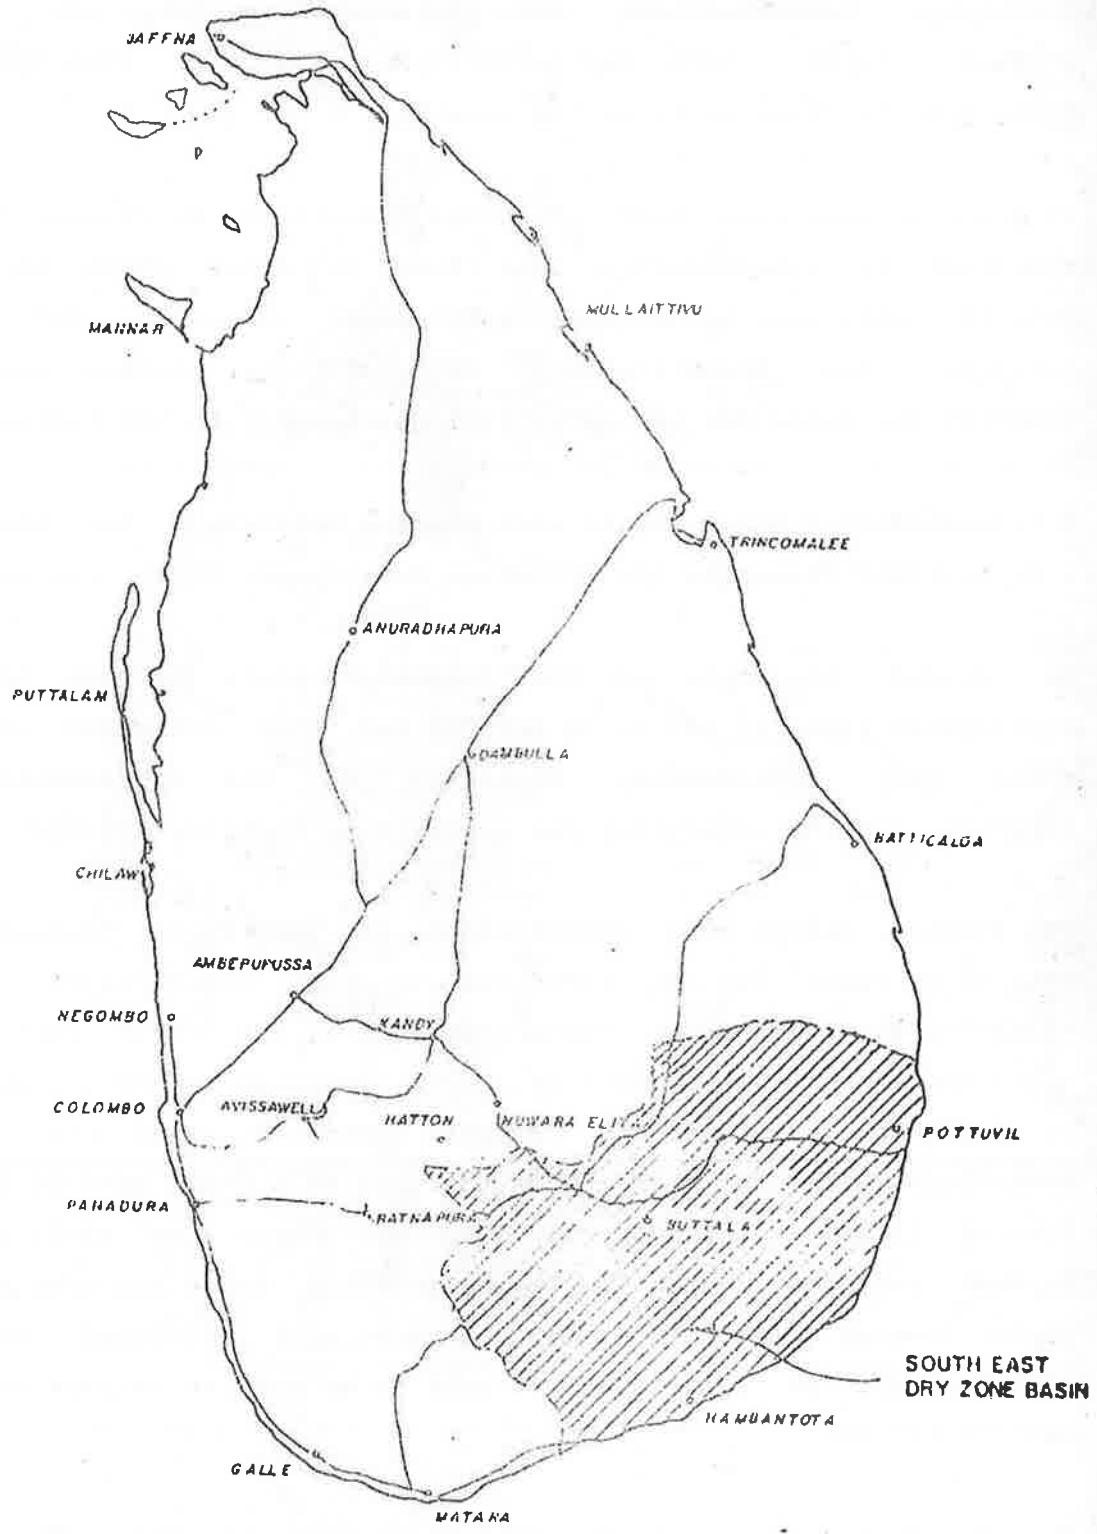 JAFFNA
MANNAR
MULLAITTIVU
TRINCOMALEE
ANURADHAPURA
PUTTALAM
DAMBULLA
BATTICALOA
CHILAW
AMBEPUSSA
NEGOMBO
KANDY
COLOMBO
AVISSAWELLA
HATTON
NUWARA ELIYA
POTTUVIL
PANADURA
RATNAPURA
BUTTALA
SOUTH EAST
DRY ZONE BASIN
HAMBANTOTA
GALLE
MATARA